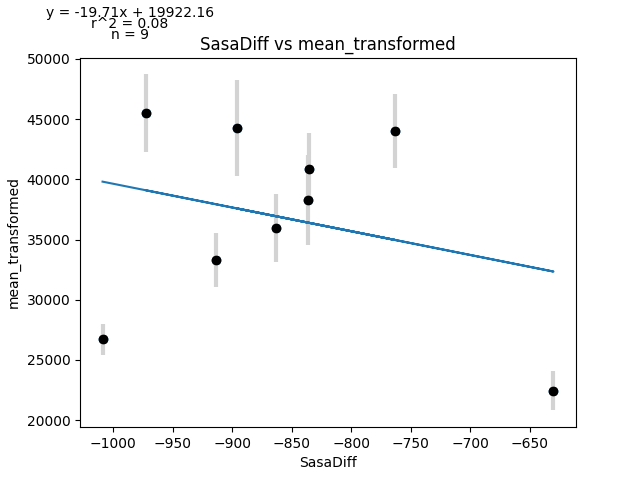 y = -19.71x + 19922.16
r^2 = 0.08
n = 9
SasaDiff vs mean_transformed
50000
45000
40000
35000
30000
25000
20000
mean_transformed
−1000 −950 −900 −850 −800 −750 −700 −650
SasaDiff